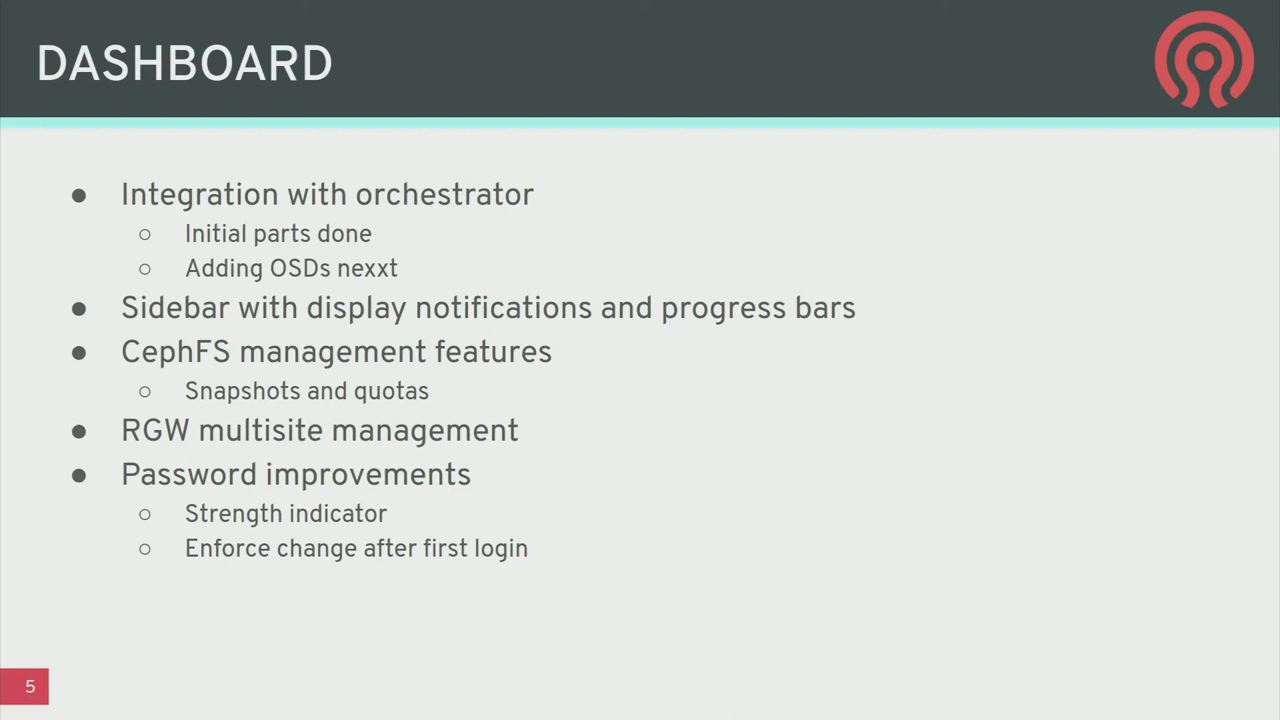 DASHBOARD
● Integration with orchestrator
○ Initial parts done
○ Adding OSDs nexxt
● Sidebar with display notifications and progress bars
● CephFS management features
○ Snapshots and quotas
● RGW multisite management
● Password improvements
○ Strength indicator
○ Enforce change after first login
5